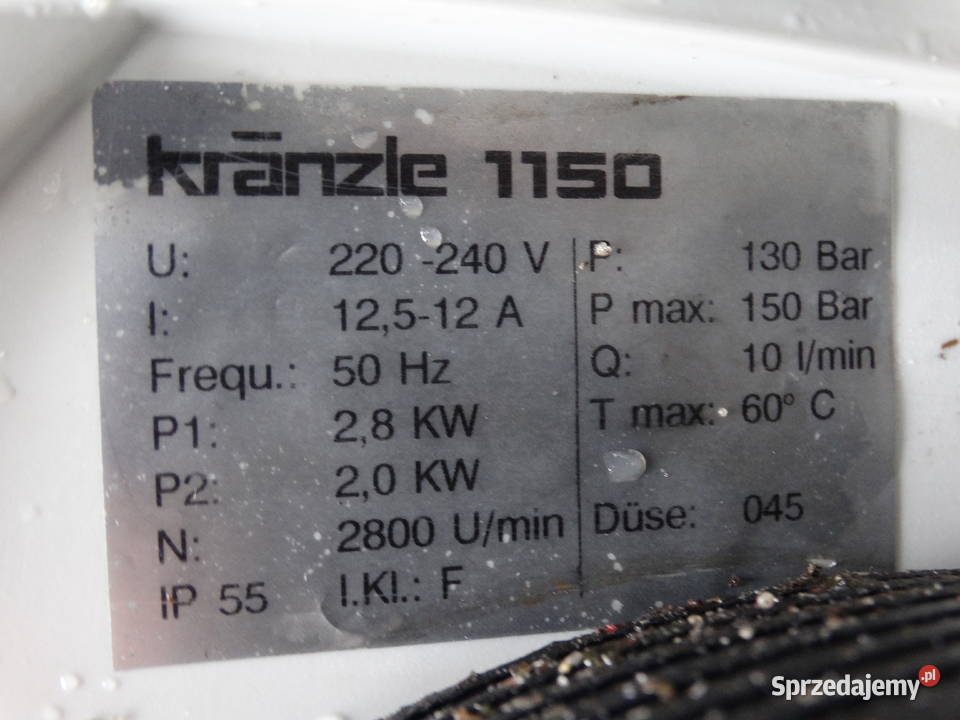 kränzle 1150
U: 220 -240 V
I: 12,5-12 A
Frequ.: 50 Hz
P1: 2,8 KW
P2: 2,0 KW
N: 2800 U/min
IP 55 I.Kl.: F
P: 130 Bar
P max: 150 Bar
Q: 10 l/min
T max: 60° C
Düse: 045
Sprzedajemy.pl